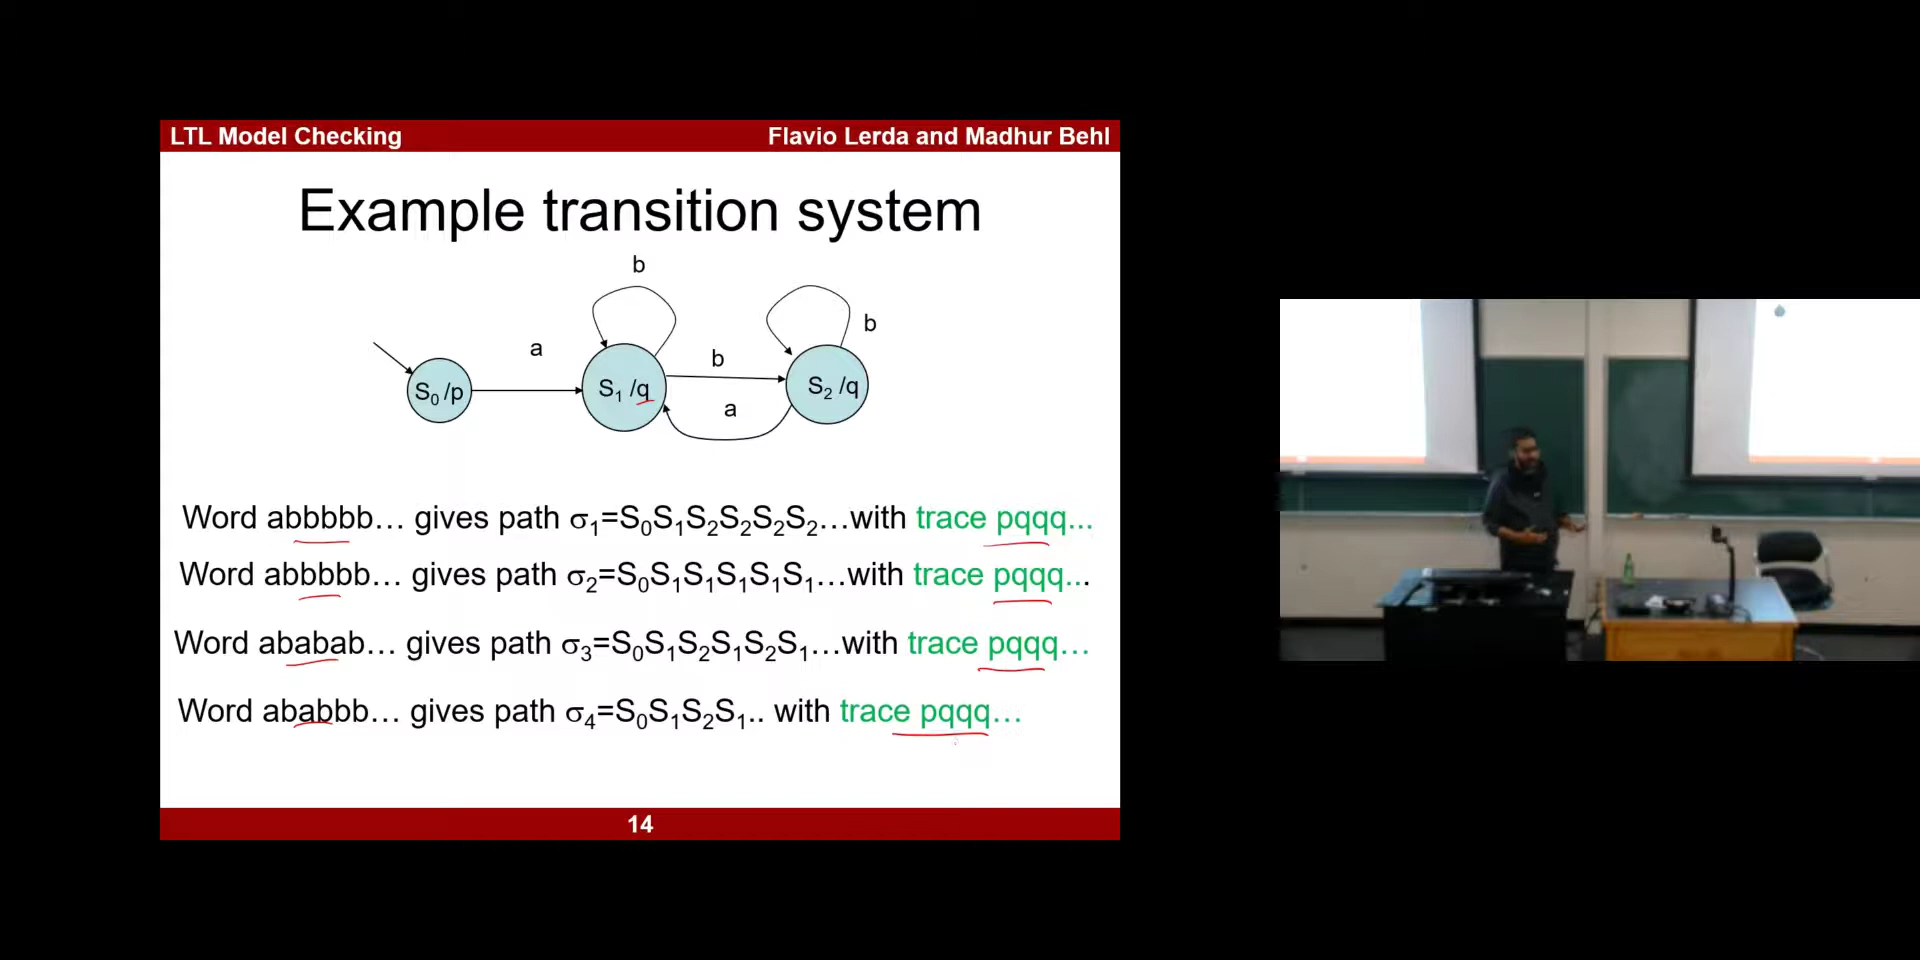 LTL Model Checking Flavio Lerda and Madhur Behl
Example transition system
b
b
a
b
S₀ /p
S₁ /q
S₂ /q
a
Word abbbbb… gives path σ₁=S₀S₁S₂S₂S₂S₂…with trace pqqq...
Word abbbbb… gives path σ₂=S₀S₁S₁S₁S₁S₁…with trace pqqq...
Word ababab… gives path σ₃=S₀S₁S₂S₁S₂S₁…with trace pqqq…
Word ababbb… gives path σ₄=S₀S₁S₂S₁.. with trace pqqq…
14